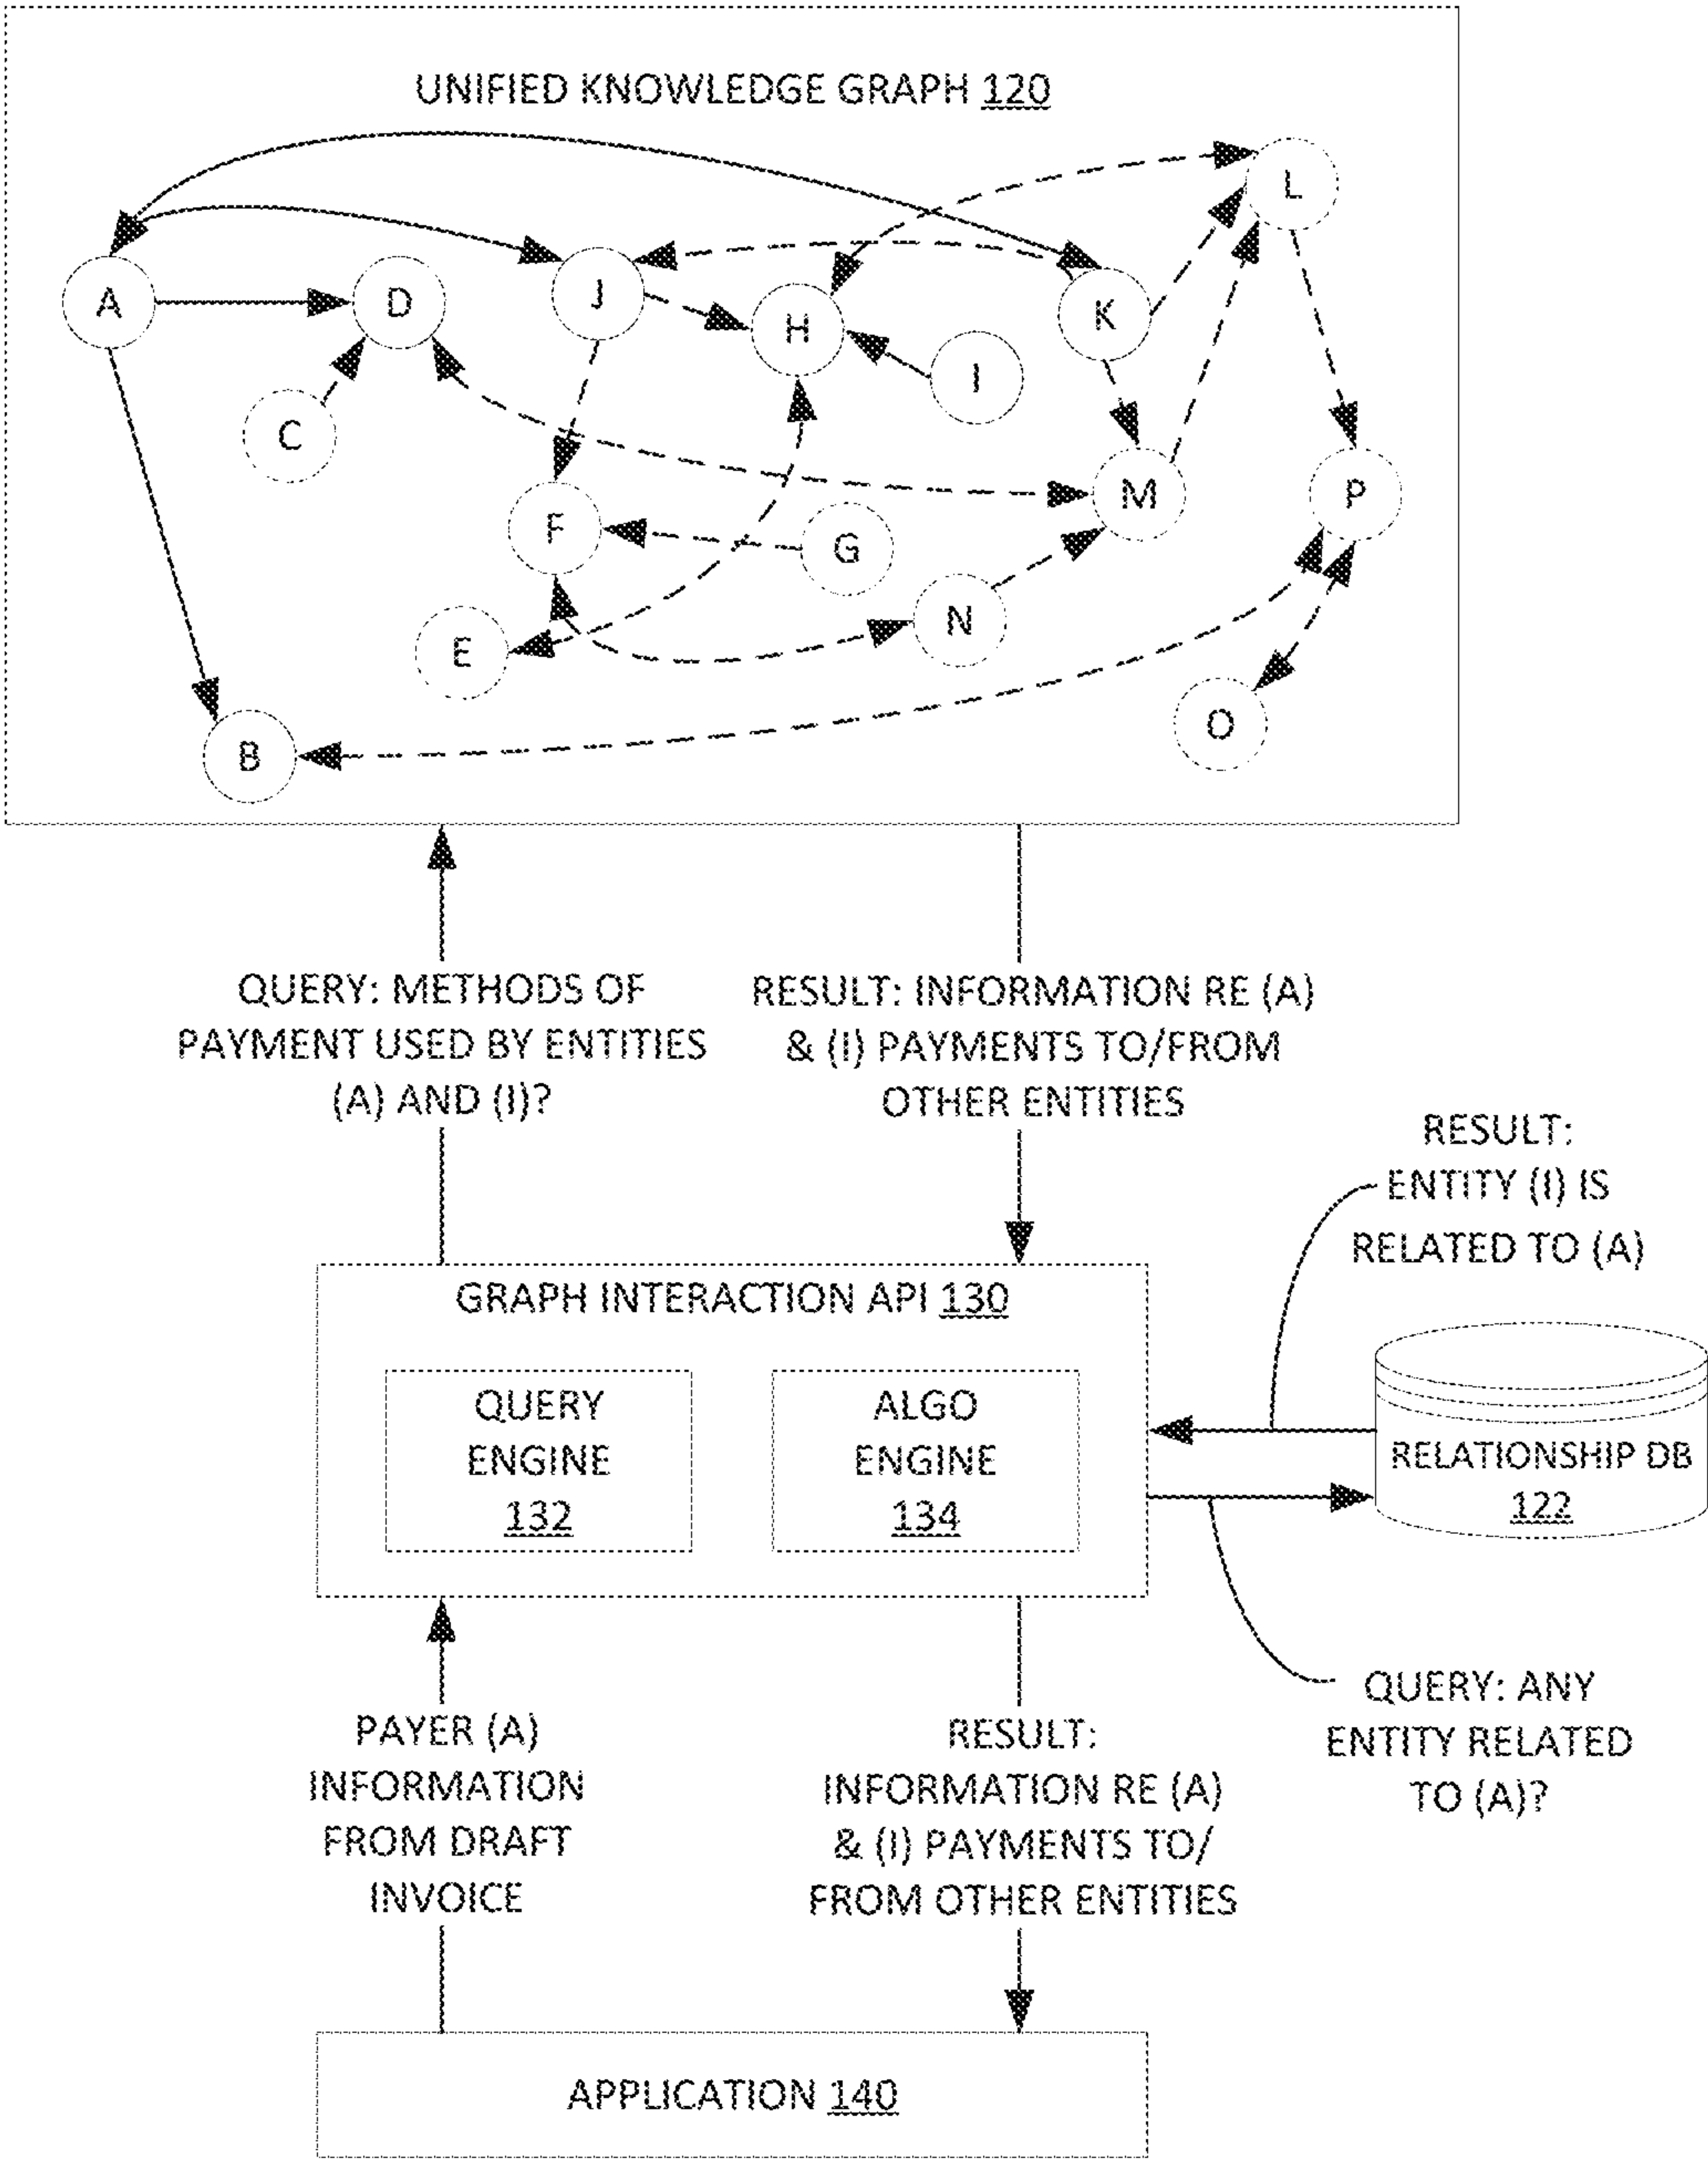 UNIFIED KNOWLEDGE GRAPH 120
L
A
D
J
H
K
I
C
M
P
F
G
N
E
O
B
QUERY: METHODS OF
PAYMENT USED BY ENTITIES
(A) AND (I)?
RESULT: INFORMATION RE (A)
& (I) PAYMENTS TO/FROM
OTHER ENTITIES
RESULT:
ENTITY (I) IS
RELATED TO (A)
GRAPH INTERACTION API 130
QUERY
ENGINE
132
ALGO
ENGINE
134
RELATIONSHIP DB
122
QUERY: ANY
ENTITY RELATED
TO (A)?
PAYER (A)
INFORMATION
FROM DRAFT
INVOICE
RESULT:
INFORMATION RE (A)
& (I) PAYMENTS TO/
FROM OTHER ENTITIES
APPLICATION 140